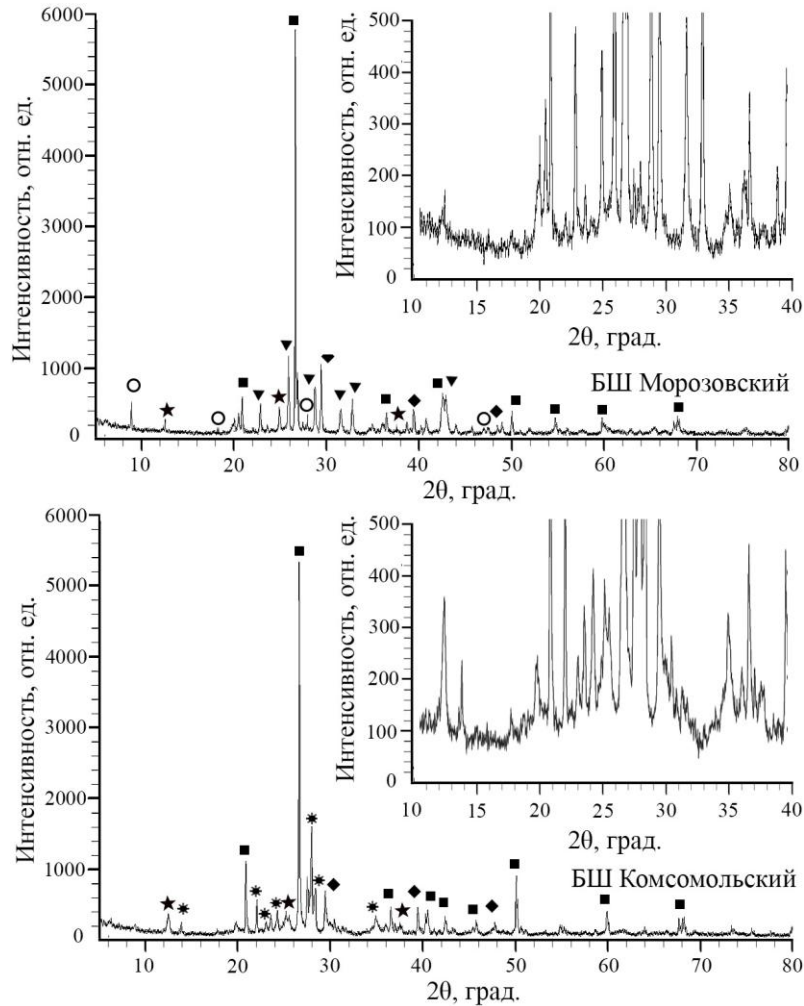 6000
5000
4000
3000
2000
1000
0
Интенсивность, отн. ед.
10 20 30 40 50 60 70 80
2θ, град.
500
400
300
200
100
0
Интенсивность, отн. ед.
10 15 20 25 30 35 40
2θ, град.
БШ Морозовский
6000
5000
4000
3000
2000
1000
0
Интенсивность, отн. ед.
10 20 30 40 50 60 70 80
2θ, град.
500
400
300
200
100
0
Интенсивность, отн. ед.
10 15 20 25 30 35 40
2θ, град.
БШ Комсомольский